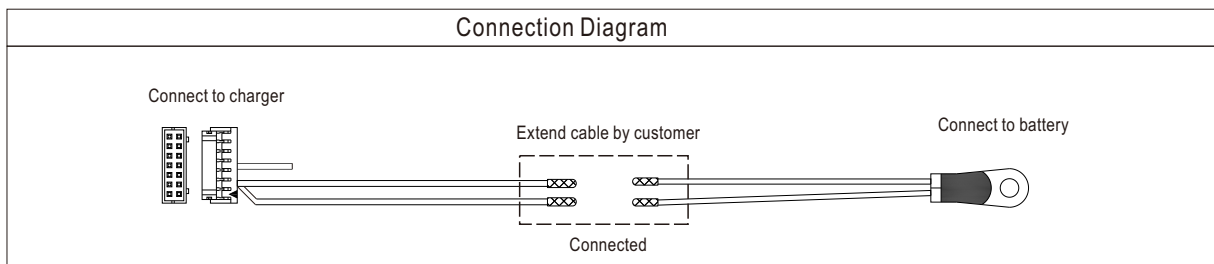 Connection Diagram
Connect to charger
Extend cable by customer
Connect to battery
Connected